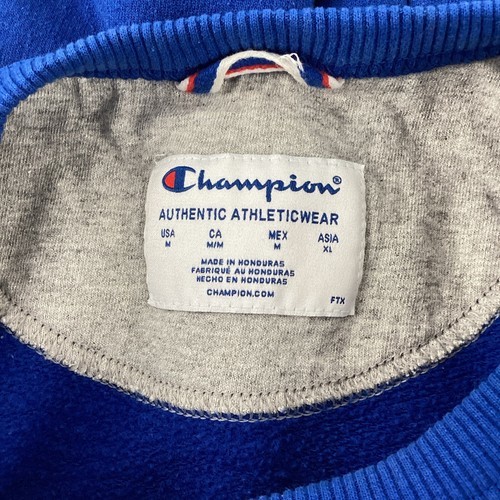 Champion®
AUTHENTIC ATHLETICWEAR
USA CA MEX ASIA
M M/M M XL
MADE IN HONDURAS
FABRIQUÉ AU HONDURAS
HECHO EN HONDURAS
CHAMPION.COM
FTX